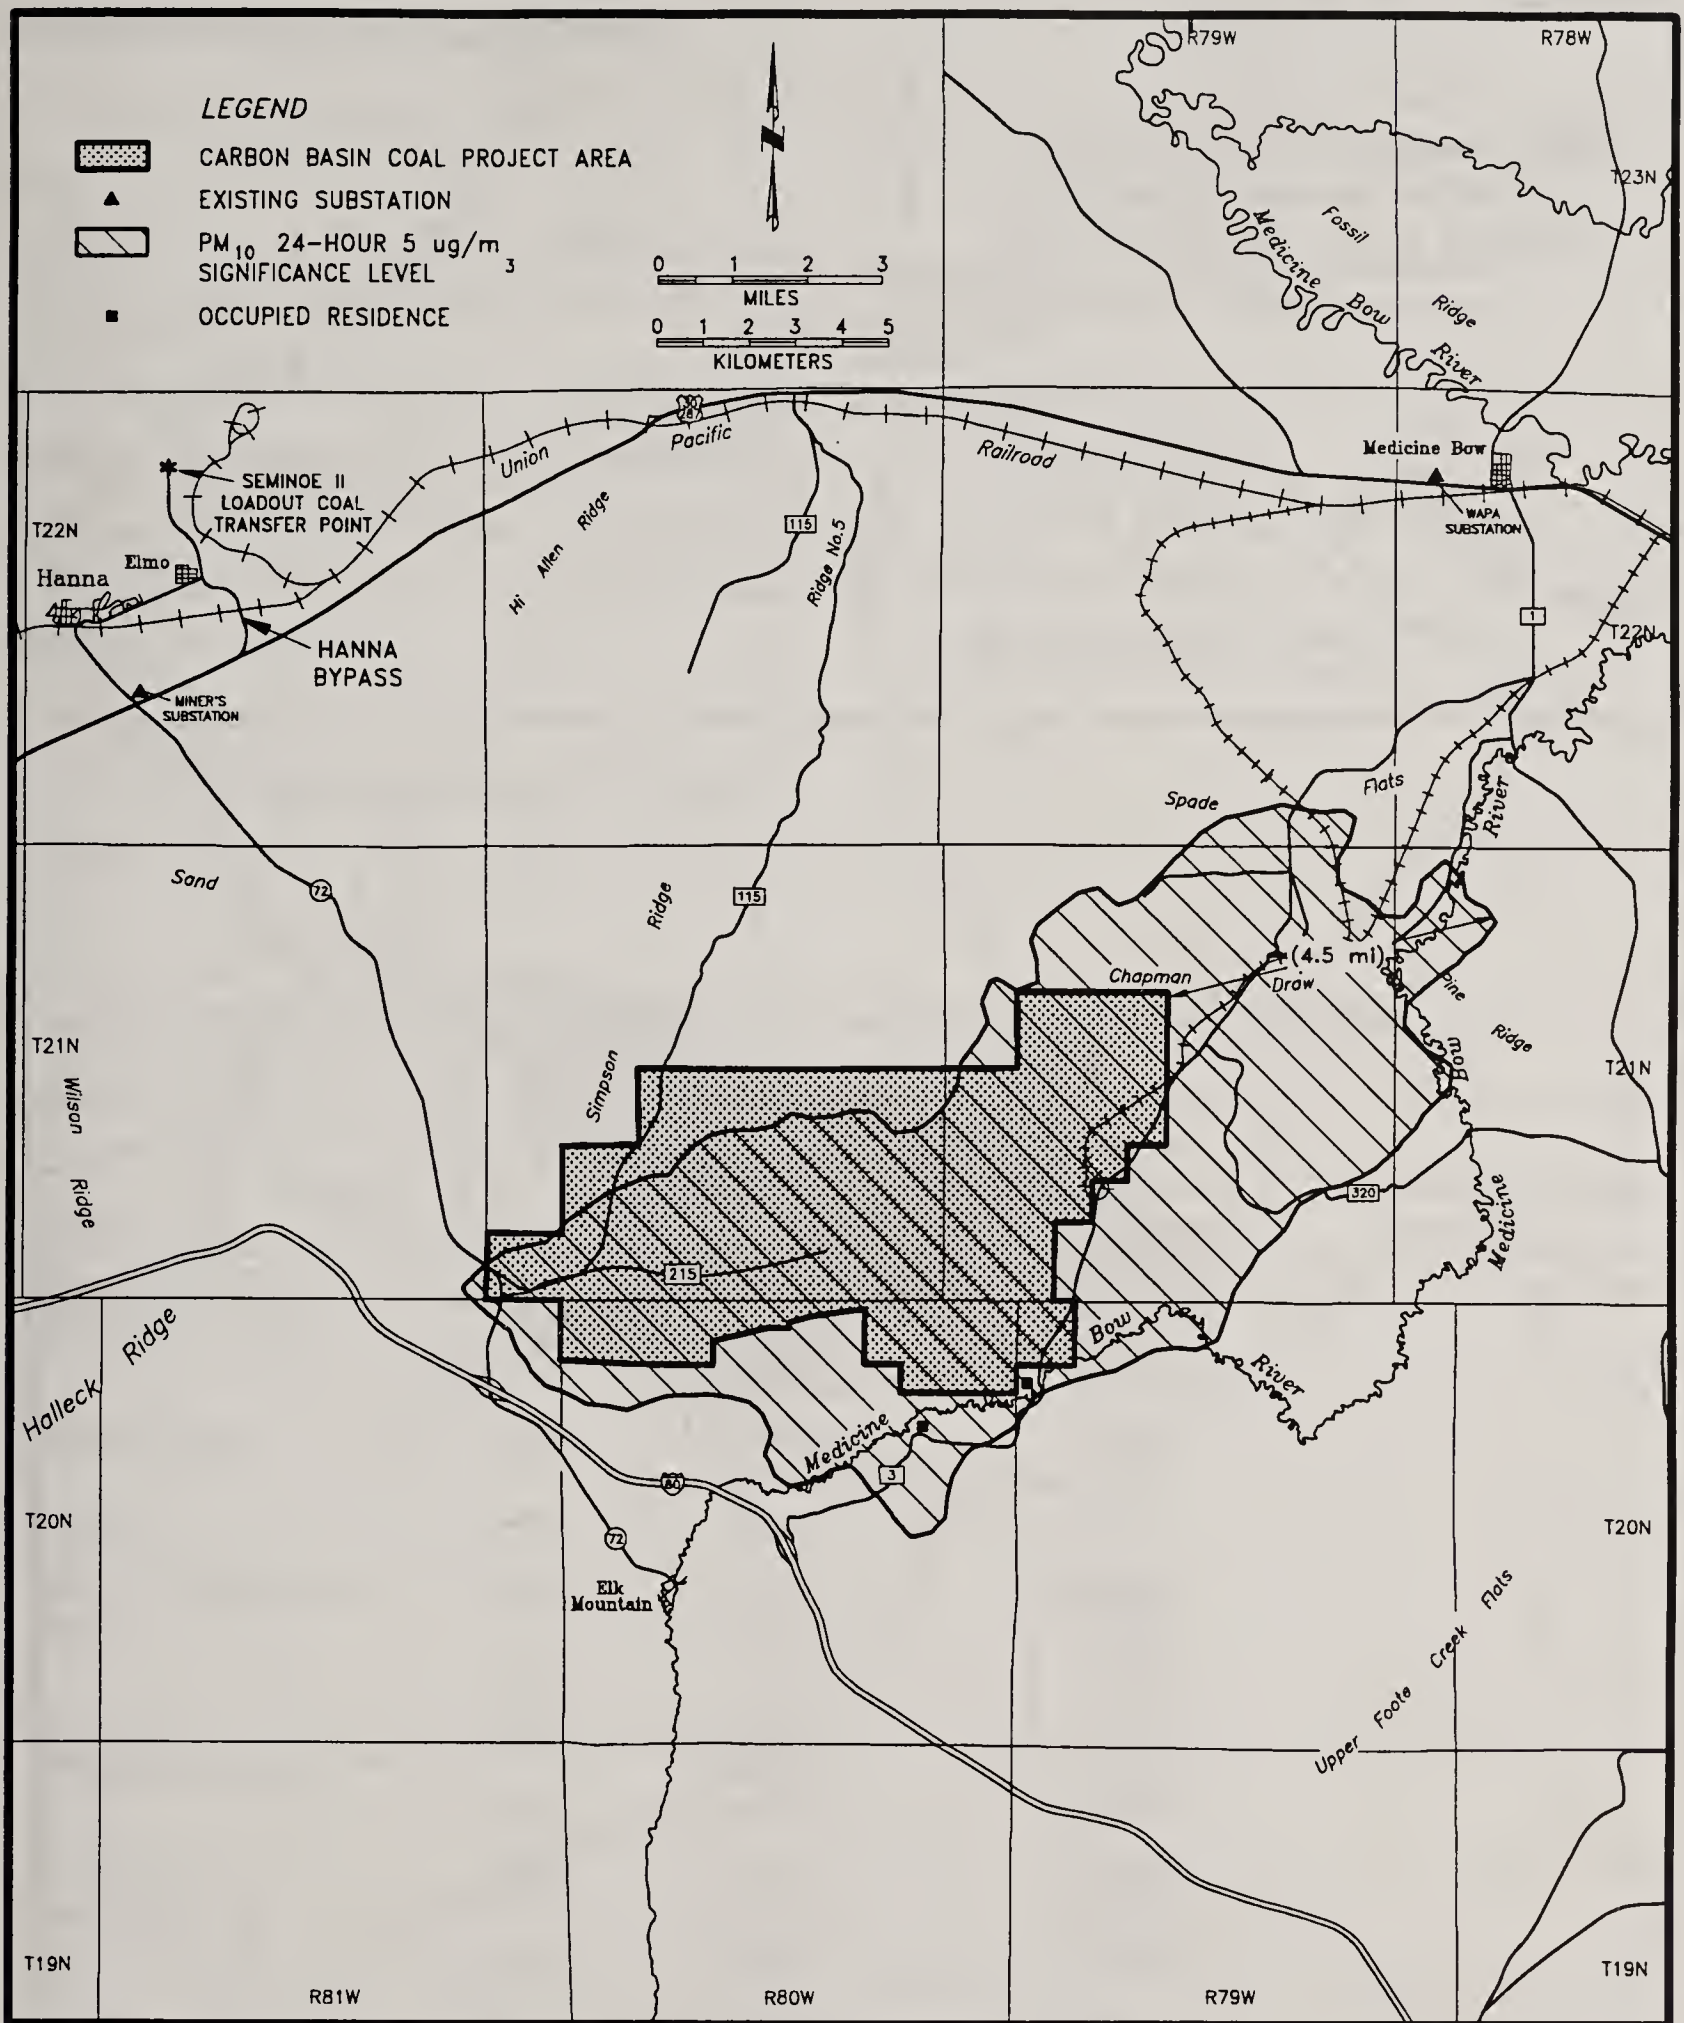 R79W
R78W
LEGEND
CARBON BASIN COAL PROJECT AREA
EXISTING SUBSTATION
PM10 24-HOUR 5 ug/m3
SIGNIFICANCE LEVEL
OCCUPIED RESIDENCE
0 1 2 3
MILES
0 1 2 3 4 5
KILOMETERS
N
T23N
Fossil
Ridge
Medicine
Bow
River
30
287
Union
Pacific
Railroad
Medicine Bow
WAPA
SUBSTATION
SEMINOE II
LOADOUT COAL
TRANSFER POINT
T22N
Elmo
Hanna
HANNA
BYPASS
MINER'S
SUBSTATION
Hi
Allen
Ridge
115
Ridge No.5
1
T22N
Spade
Flats
River
Sand
72
Ridge
115
(4.5 mi)
Chapman
Draw
Pine
Ridge
Bow
T21N
Simpson
T21N
Wilson
Ridge
320
Medicine
215
Halleck
Ridge
Bow
River
Medicine
3
80
T20N
72
T20N
Elk
Mountain
Upper
Foote
Creek
Flats
T19N
T19N
R81W
R80W
R79W